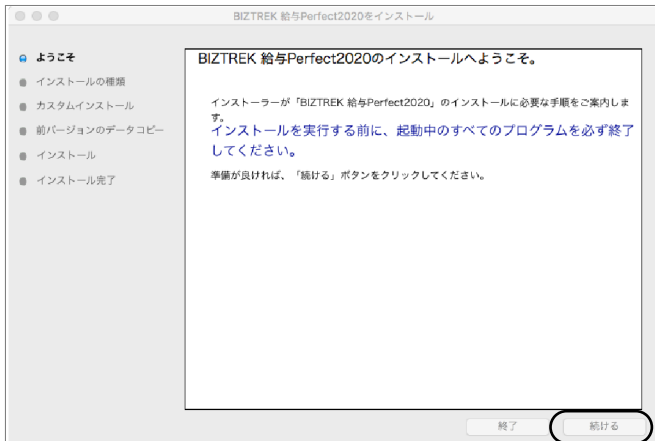 BIZTREK 給与Perfect2020をインストール
ようこそ
インストールの種類
カスタムインストール
前バージョンのデータコピー
インストール
インストール完了
BIZTREK 給与Perfect2020のインストールへようこそ。
インストーラーが「BIZTREK 給与Perfect2020」のインストールに必要な手順をご案内しま
す。
インストールを実行する前に、起動中のすべてのプログラムを必ず終了
してください。
準備が良ければ、「続ける」ボタンをクリックしてください。
終了
続ける